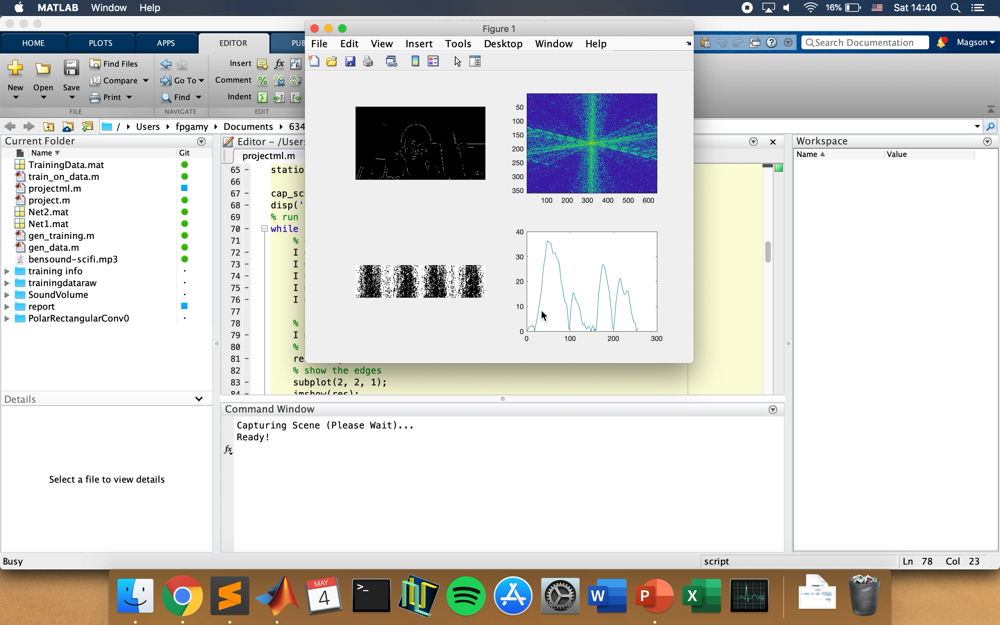 MATLAB Window Help
16% Sat 14:40
Figure 1
HOME PLOTS APPS EDITOR PUB
File Edit View Insert Tools Desktop Window Help
Search Documentation Magson
New Open Save
Find Files
Compare
Print
Go To
Find
Insert fx
Comment
Indent
FILE NAVIGATE EDIT
/ Users fpgamy Documents 634
Current Folder
Name Git
TrainingData.mat
train_on_data.m
projectml.m
project.m
Net2.mat
Net1.mat
gen_training.m
gen_data.m
bensound-scifi.mp3
training info
trainingdataraw
SoundVolume
report
PolarRectangularConv0
Details
Select a file to view details
Editor - /Users
projectml.m
65 - statio
66
67 - cap_sc
68 - disp('
69 % run
70 - while
71 %
72 - I
73 - I
74 - I
75 - I
76 - I
77
78 %
79 - I
80 %
81 - re
82 % show the edges
83 - subplot(2, 2, 1);
84 - imshow(res);
50
100
150
200
250
300
350
100 200 300 400 500 600
40
30
20
10
0
0 100 200 300
Workspace
Name Value
Command Window
Capturing Scene (Please Wait)...
Ready!
fx
Busy
script
Ln 78 Col 23
MAY
4
>_
W
P
X